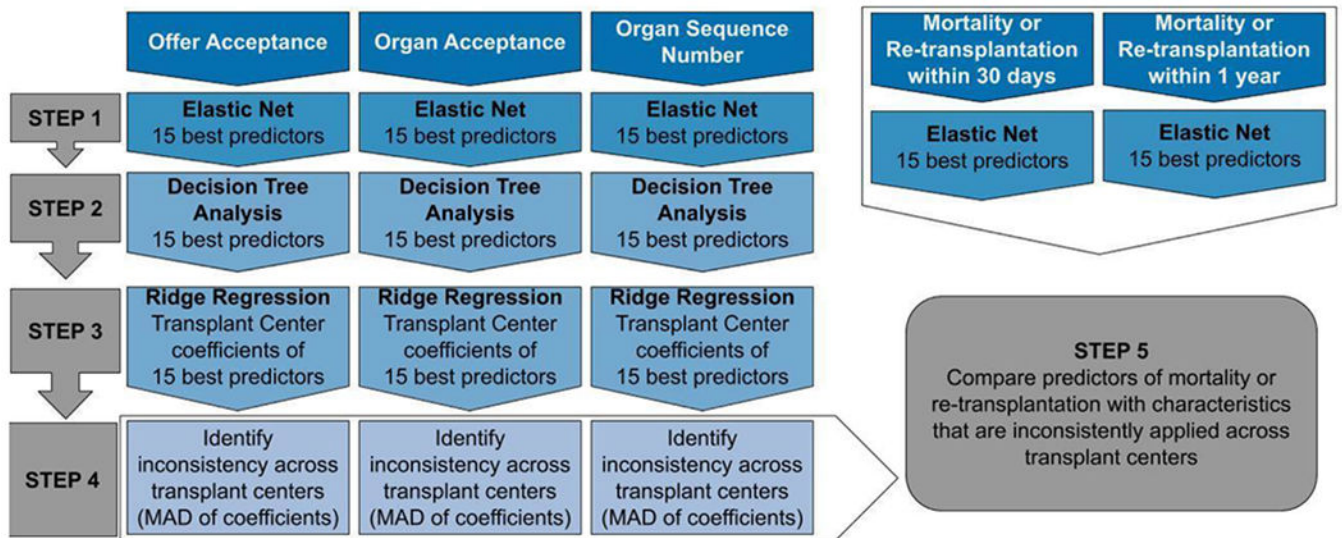 Offer Acceptance
Organ Acceptance
Organ Sequence
Number
STEP 1
Elastic Net
15 best predictors
Elastic Net
15 best predictors
Elastic Net
15 best predictors
STEP 2
Decision Tree
Analysis
15 best predictors
Decision Tree
Analysis
15 best predictors
Decision Tree
Analysis
15 best predictors
STEP 3
Ridge Regression
Transplant Center
coefficients of
15 best predictors
Ridge Regression
Transplant Center
coefficients of
15 best predictors
Ridge Regression
Transplant Center
coefficients of
15 best predictors
STEP 4
Identify
inconsistency across
transplant centers
(MAD of coefficients)
Identify
inconsistency across
transplant centers
(MAD of coefficients)
Identify
inconsistency across
transplant centers
(MAD of coefficients)
Mortality or
Re-transplantation
within 30 days
Mortality or
Re-transplantation
within 1 year
Elastic Net
15 best predictors
Elastic Net
15 best predictors
STEP 5
Compare predictors of mortality or
re-transplantation with characteristics
that are inconsistently applied across
transplant centers